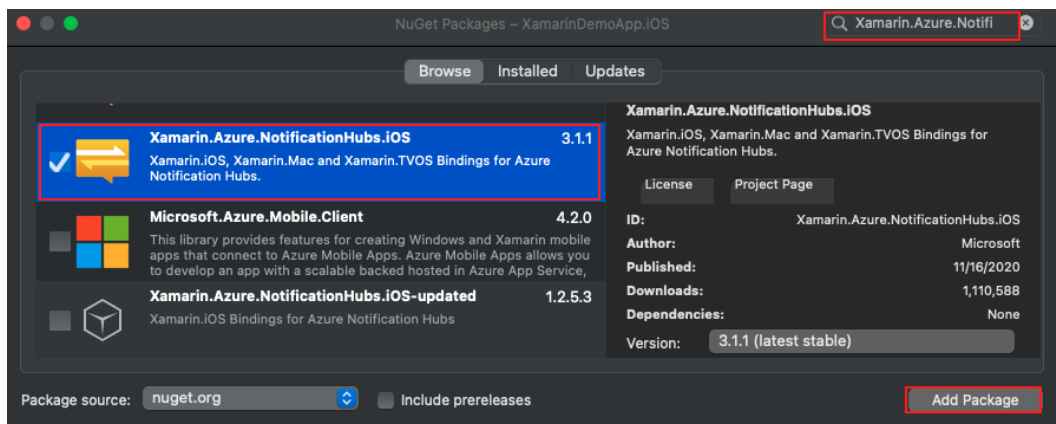 NuGet Packages – XamarinDemoApp.iOS
Xamarin.Azure.Notifi
Browse
Installed
Updates
Xamarin.Azure.NotificationHubs.iOS
3.1.1
Xamarin.iOS, Xamarin.Mac and Xamarin.TVOS Bindings for Azure
Notification Hubs.
Microsoft.Azure.Mobile.Client
4.2.0
This library provides features for creating Windows and Xamarin mobile
apps that connect to Azure Mobile Apps. Azure Mobile Apps allows you
to develop an app with a scalable backed hosted in Azure App Service,
Xamarin.Azure.NotificationHubs.iOS-updated
1.2.5.3
Xamarin.iOS Bindings for Azure Notification Hubs
Xamarin.Azure.NotificationHubs.iOS
Xamarin.iOS, Xamarin.Mac and Xamarin.TVOS Bindings for
Azure Notification Hubs.
License
Project Page
ID: Xamarin.Azure.NotificationHubs.iOS
Author: Microsoft
Published: 11/16/2020
Downloads: 1,110,588
Dependencies: None
Version: 3.1.1 (latest stable)
Package source: nuget.org
Include prereleases
Add Package